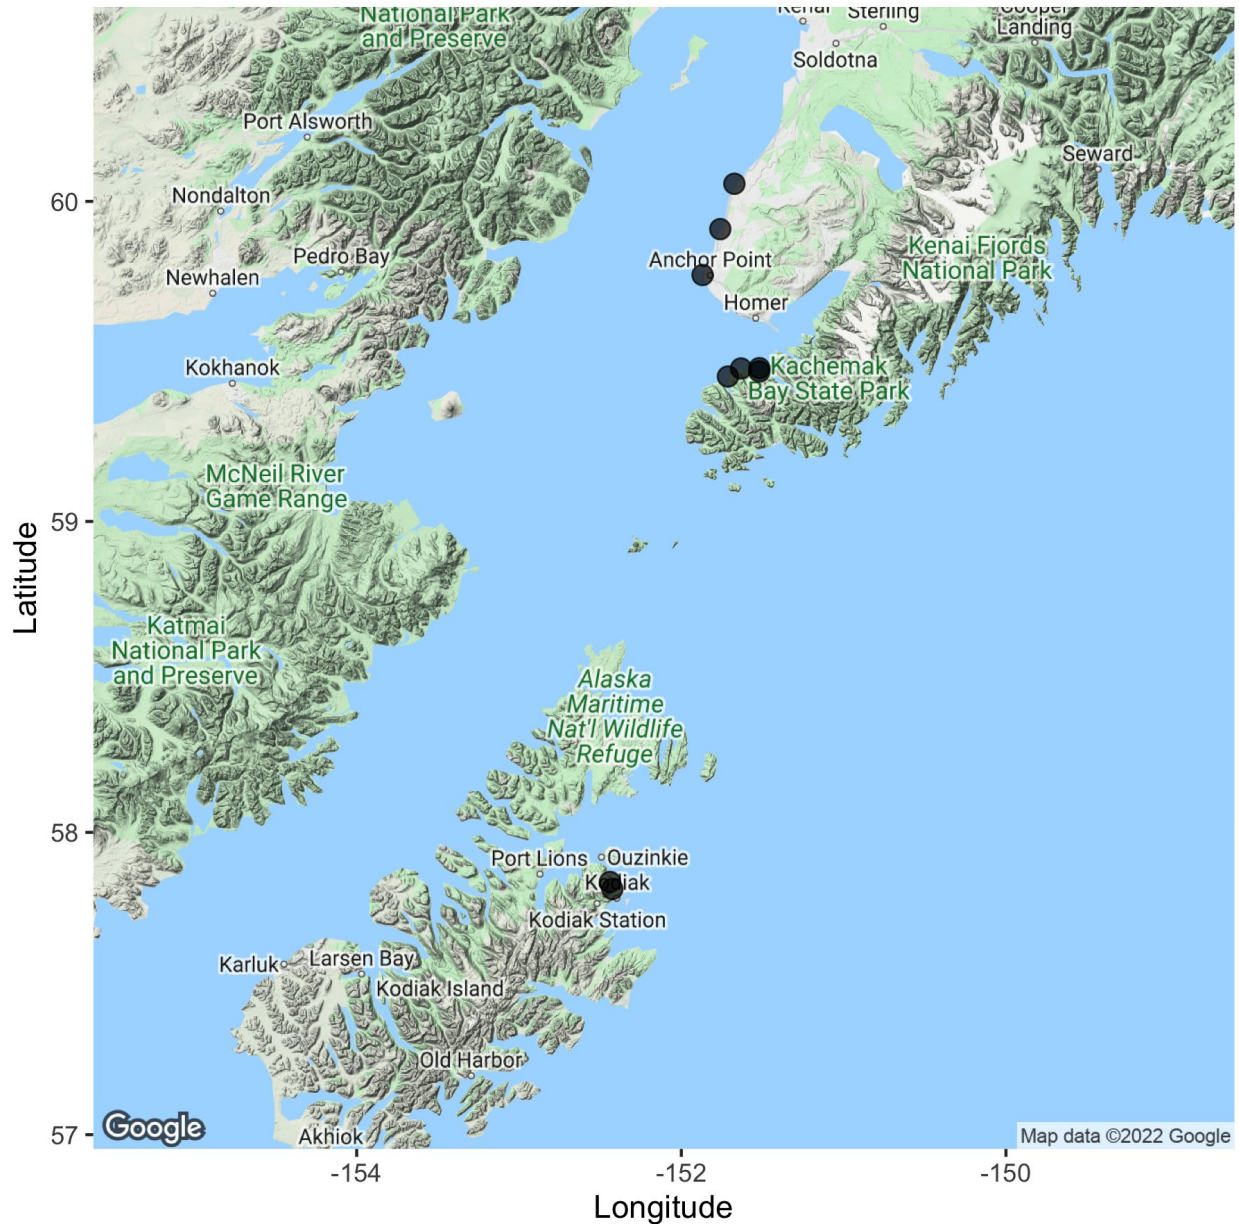 National Park
and Preserve
Kenai
Sterling
Cooper
Landing
Soldotna
Port Alsworth
Seward
Nondalton
60
Kenai Fjords
National Park
Pedro Bay
Anchor Point
Newhalen
Homer
Kokhanok
Kachemak
Bay State Park
McNeil River
Game Range
59
Latitude
Katmai
National Park
and Preserve
Alaska
Maritime
Nat'l Wildlife
Refuge
58
Port Lions
Ouzinkie
Kodiak
Kodiak Station
Karluk
Larsen Bay
Kodiak Island
Old Harbor
57
Google
Akhiok
Map data ©2022 Google
-154
-152
-150
Longitude